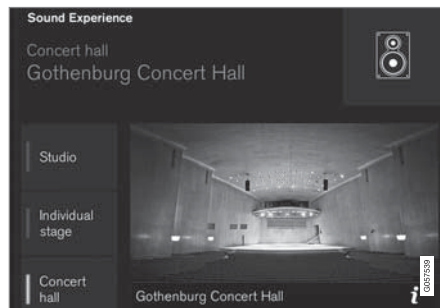 Sound Experience
Concert hall
Gothenburg Concert Hall
Studio
Individual
stage
Concert
hall
Gothenburg Concert Hall
i
G057539